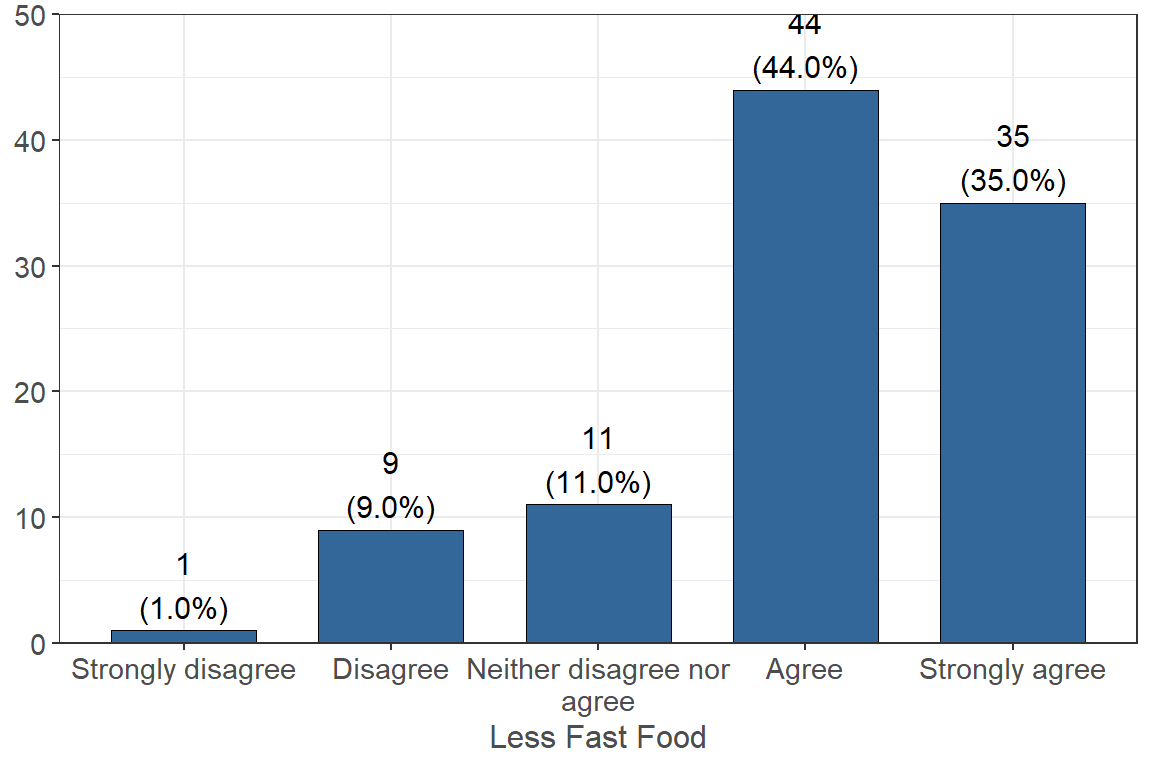 50
40
30
20
10
0
1
(1.0%)
9
(9.0%)
11
(11.0%)
44
(44.0%)
35
(35.0%)
Strongly disagree
Disagree
Neither disagree nor
agree
Agree
Strongly agree
Less Fast Food